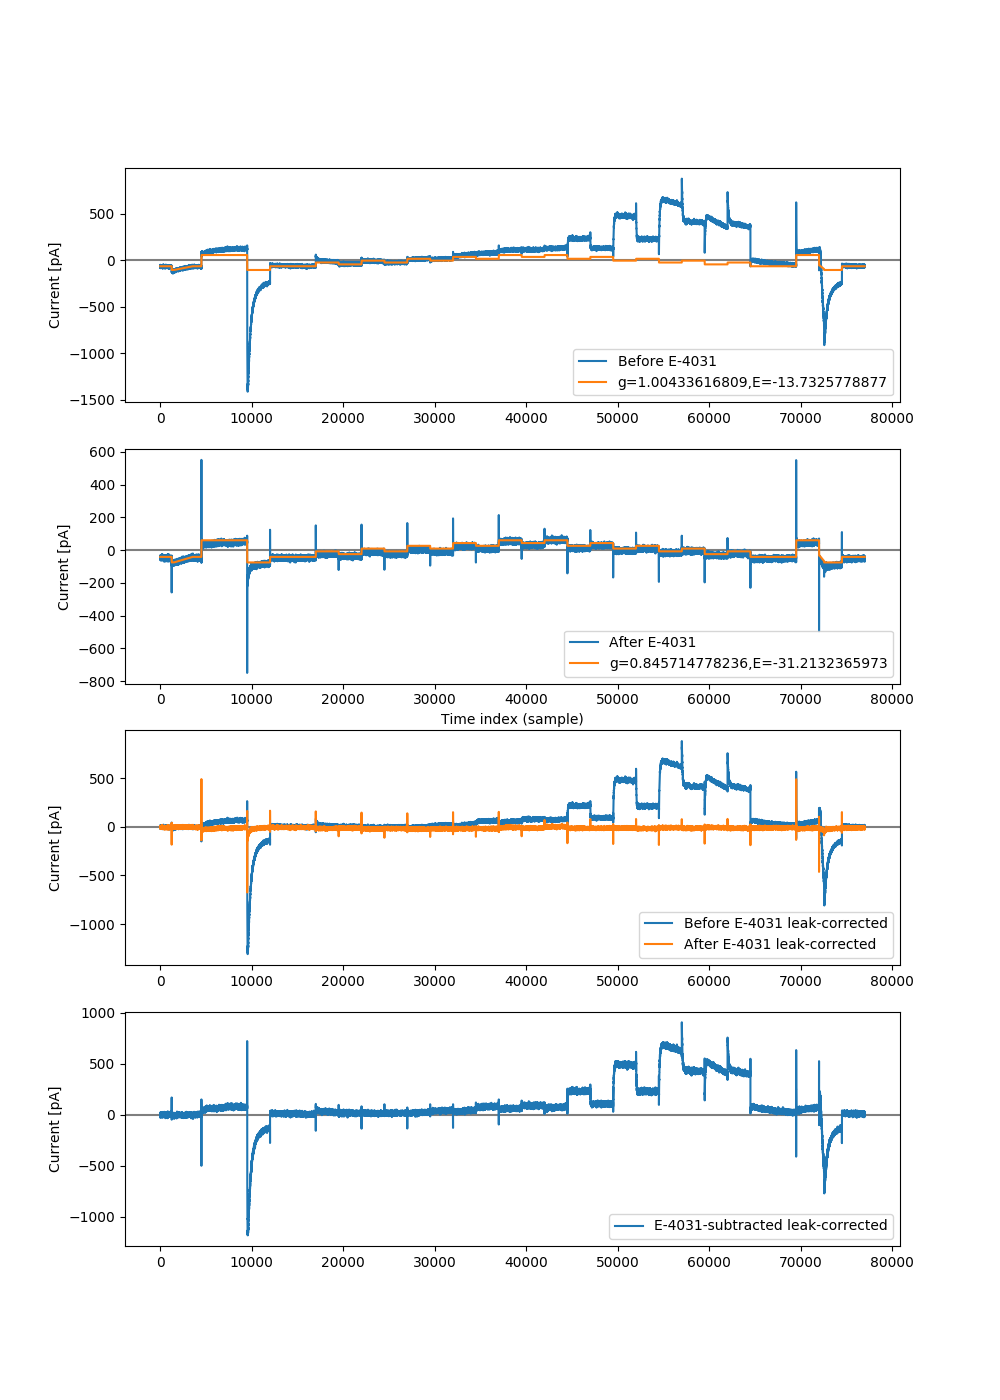 500
0
−500
−1000
−1500
Current [pA]
Before E-4031
g=1.00433616809,E=-13.7325778877
0 10000 20000 30000 40000 50000 60000 70000 80000
600
400
200
0
−200
−400
−600
−800
Current [pA]
After E-4031
g=0.845714778236,E=-31.2132365973
0 10000 20000 30000 40000 50000 60000 70000 80000
Time index (sample)
500
0
−500
−1000
Current [pA]
Before E-4031 leak-corrected
After E-4031 leak-corrected
0 10000 20000 30000 40000 50000 60000 70000 80000
1000
500
0
−500
−1000
Current [pA]
E-4031-subtracted leak-corrected
0 10000 20000 30000 40000 50000 60000 70000 80000